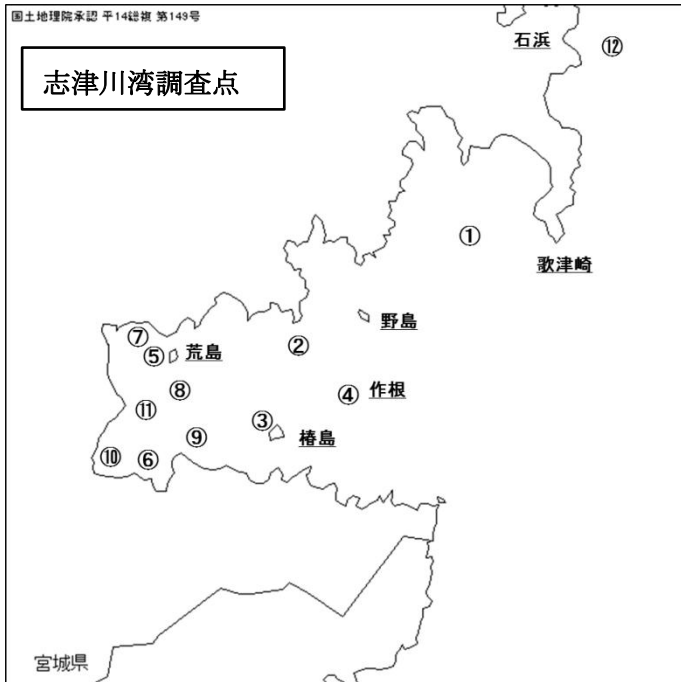 国土地理院承認 平14総複 第149号
石浜
⑫
志津川湾調査点
①
歌津崎
野島
⑦
②
⑤
荒島
⑧
④
作根
⑪
③
⑨
椿島
⑩
⑥
宮城県